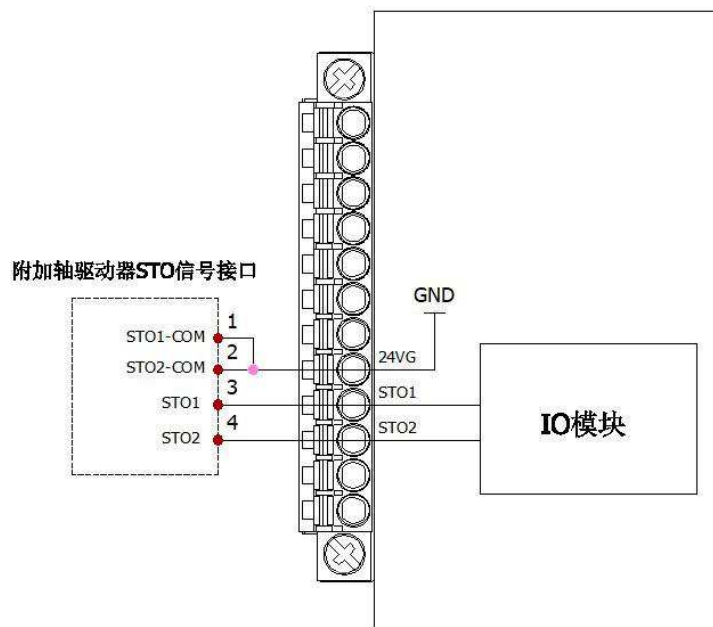 附加轴驱动器STO信号接口
GND
STO1-COM 1
STO2-COM 2
24VG
STO1 3
STO1
STO2 4
STO2
IO模块